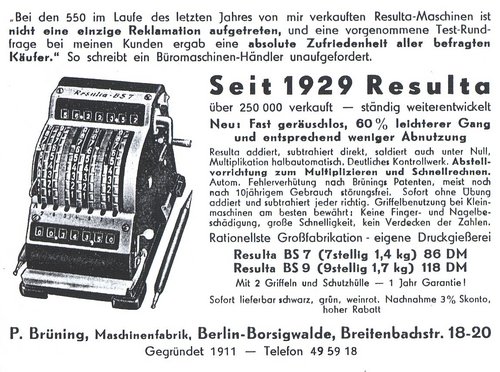 „Bei den 550 im Laufe des letzten Jahres von mir verkauften Resulta-Maschinen ist
nicht eine einzige Reklamation aufgetreten, und eine vorgenommene Test-Rund-
frage bei meinen Kunden ergab eine absolute Zufriedenheit aller befragten
Käufer.“ So schreibt ein Büromaschinen-Händler unaufgefordert.
Seit 1929 Resulta
über 250 000 verkauft — ständig weiterentwickelt
Neu: Fast geräuschlos, 60% leichterer Gang
und entsprechend weniger Abnutzung
Resulta addiert, subtrahiert direkt, saldiert auch unter Null,
Multiplikation halbautomatisch. Deutliches Kontrollwerk. Abstell-
vorrichtung zum Multiplizieren und Schnellrechnen.
Autom. Fehlerverhütung nach Brünings Patenten, meist noch
nach 10jährigem Gebrauch störungsfrei. Sofort ohne Übung
addiert und subtrahiert jeder richtig. Griffelbenutzung bei Klein-
maschinen am besten bewährt: Keine Finger- und Nagelbe-
schädigung, große Schnelligkeit, kein Verdecken der Zahlen.
Rationellste Großfabrikation - eigene Druckgießerei
Resulta BS 7 (7stellig 1,4 kg) 86 DM
Resulta BS 9 (9stellig 1,7 kg) 118 DM
Mit 2 Griffeln und Schutzhülle — 1 Jahr Garantie!
Sofort lieferbar schwarz, grün, weinrot. Nachnahme 3% Skonto,
hoher Rabatt
Resulta-BS7
P. Brüning, Maschinenfabrik, Berlin-Borsigwalde, Breitenbachstr. 18-20
Gegründet 1911 — Telefon 49 59 18